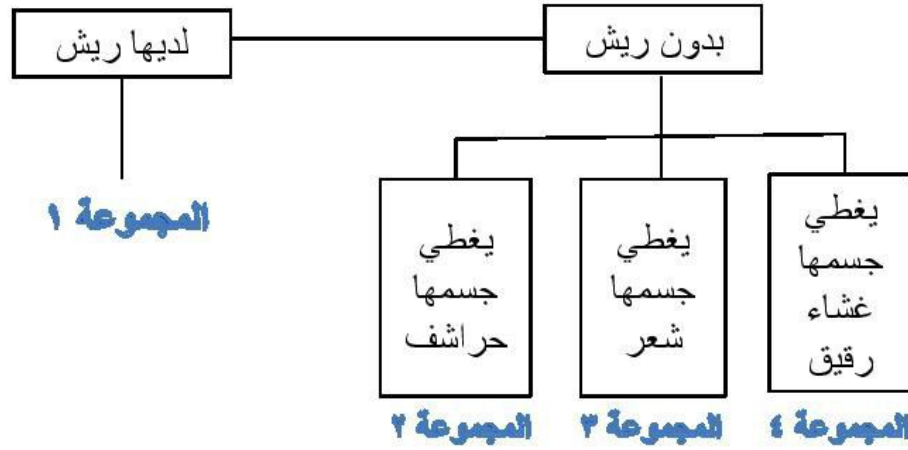 بدون ريش
لديها ريش
المجموعة ١
يغطي
جسمها
غشاء
رقيق
يغطي
جسمها
شعر
يغطي
جسمها
حراشف
المجموعة ٤
المجموعة ٣
المجموعة ٢